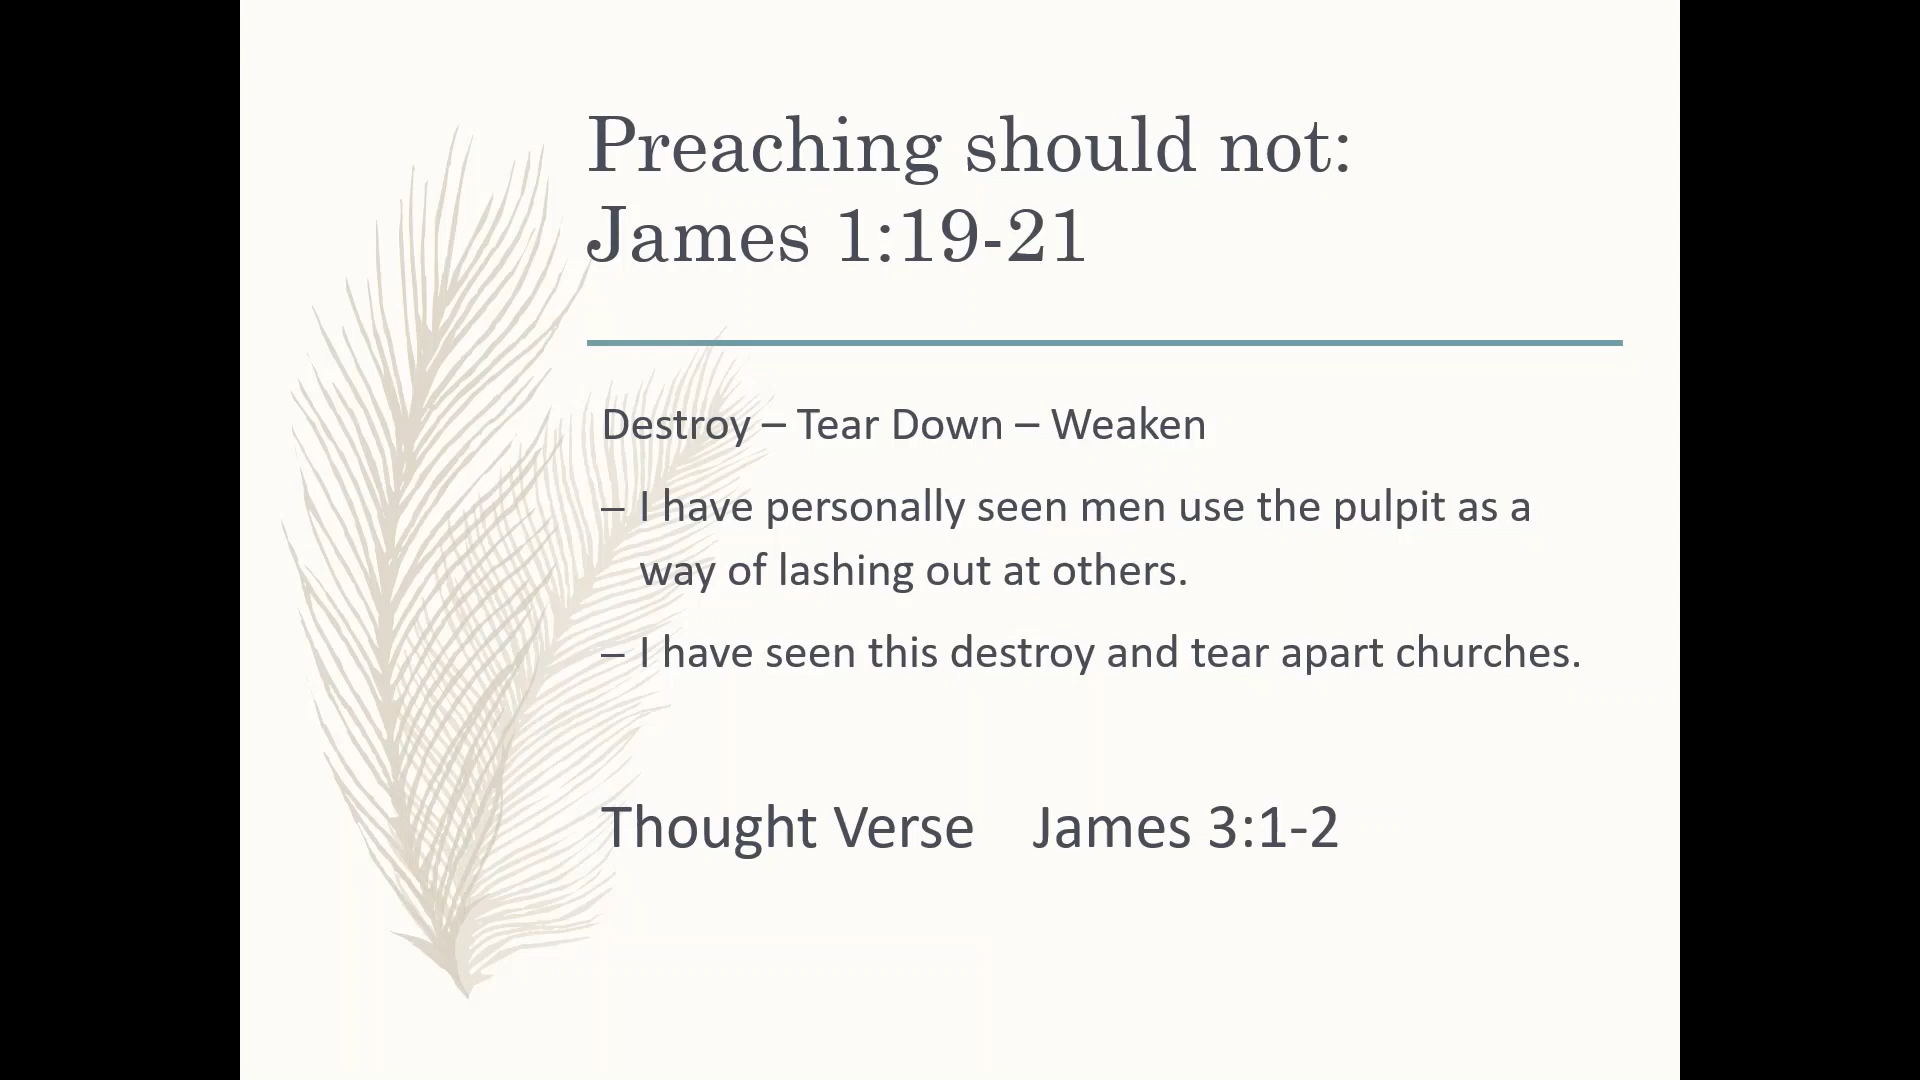 Preaching should not:
James 1:19-21
Destroy – Tear Down – Weaken
– I have personally seen men use the pulpit as a
way of lashing out at others.
– I have seen this destroy and tear apart churches.
Thought Verse James 3:1-2